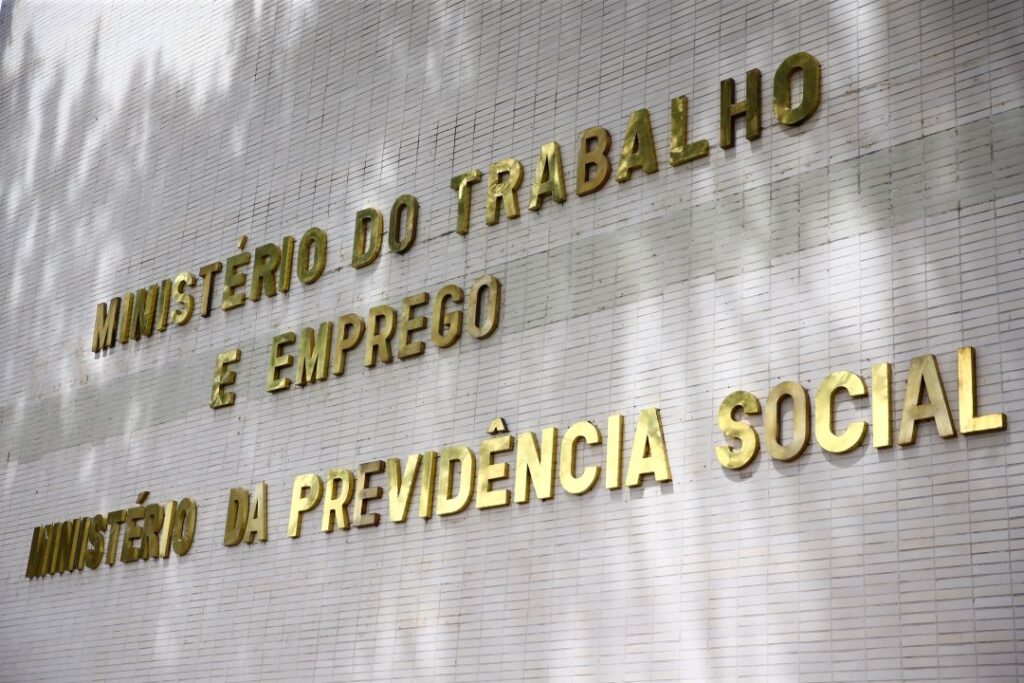 MINISTÉRIO DO TRABALHO
E EMPREGO
MINISTÉRIO DA PREVIDÊNCIA SOCIAL